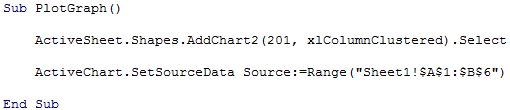 Sub PlotGraph()
ActiveSheet.Shapes.AddChart2(201, xlColumnClustered).Select
ActiveChart.SetSourceData Source:=Range("Sheet1!$A$1:$B$6")
End Sub